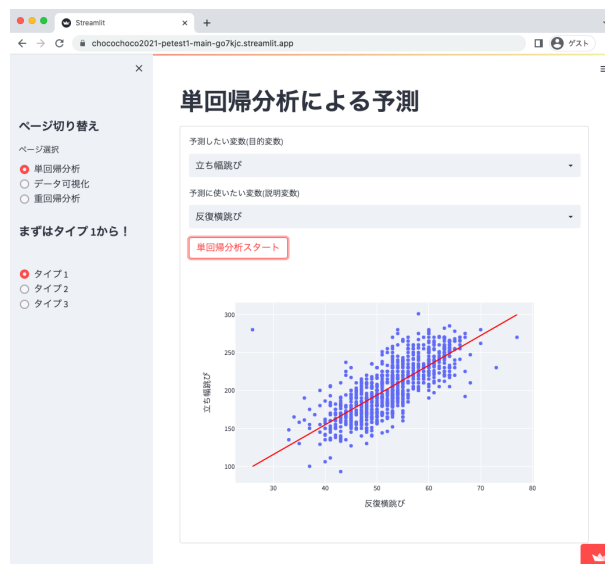 Streamlit
chocochoco2021-petest1-main-go7kjc.streamlit.app
ゲスト
ページ切り替え
ページ選択
単回帰分析
データ可視化
重回帰分析
まずはタイプ1から！
タイプ1
タイプ2
タイプ3
単回帰分析による予測
予測したい変数(目的変数)
立ち幅跳び
予測に使いたい変数(説明変数)
反復横跳び
単回帰分析スタート
300
250
200
150
100
立ち幅跳び
30 40 50 60 70 80
反復横跳び